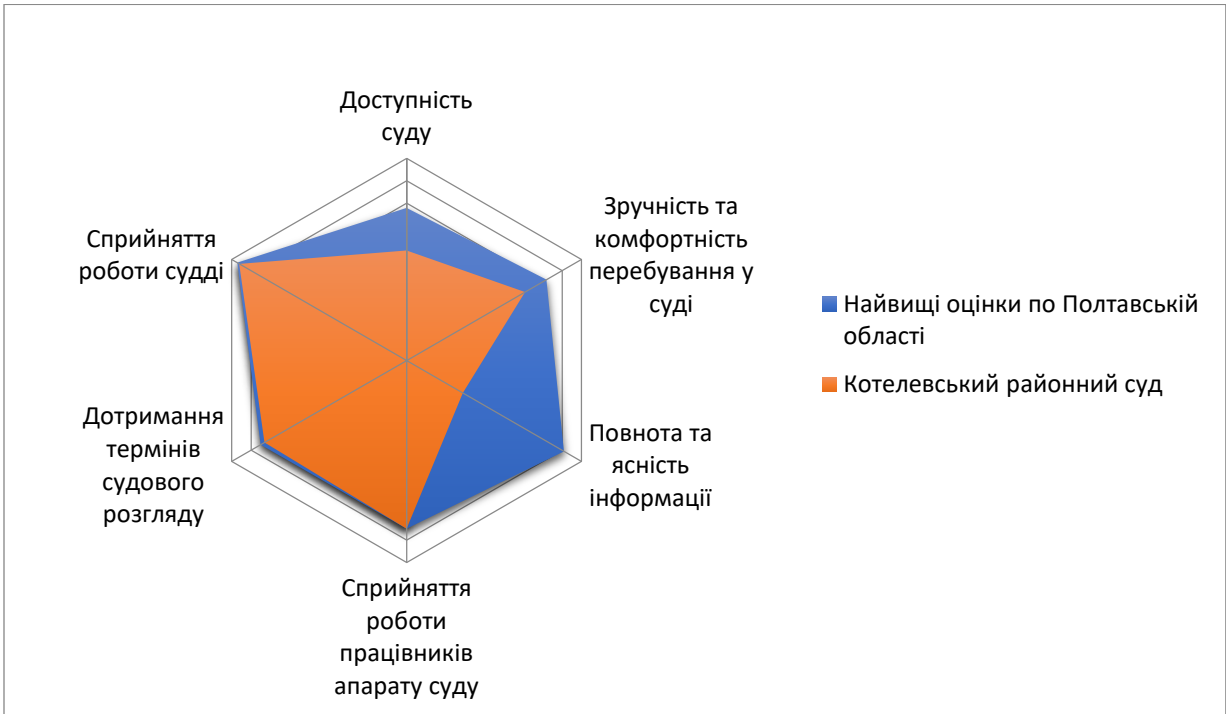 Доступність
суду
Зручність та
комфортність
перебування у
суді
Повнота та
ясність
інформації
Сприйняття
роботи
працівників
апарату суду
Дотримання
термінів
судового
розгляду
Сприйняття
роботи судді
Найвищі оцінки по Полтавській
області
Котелевський районний суд